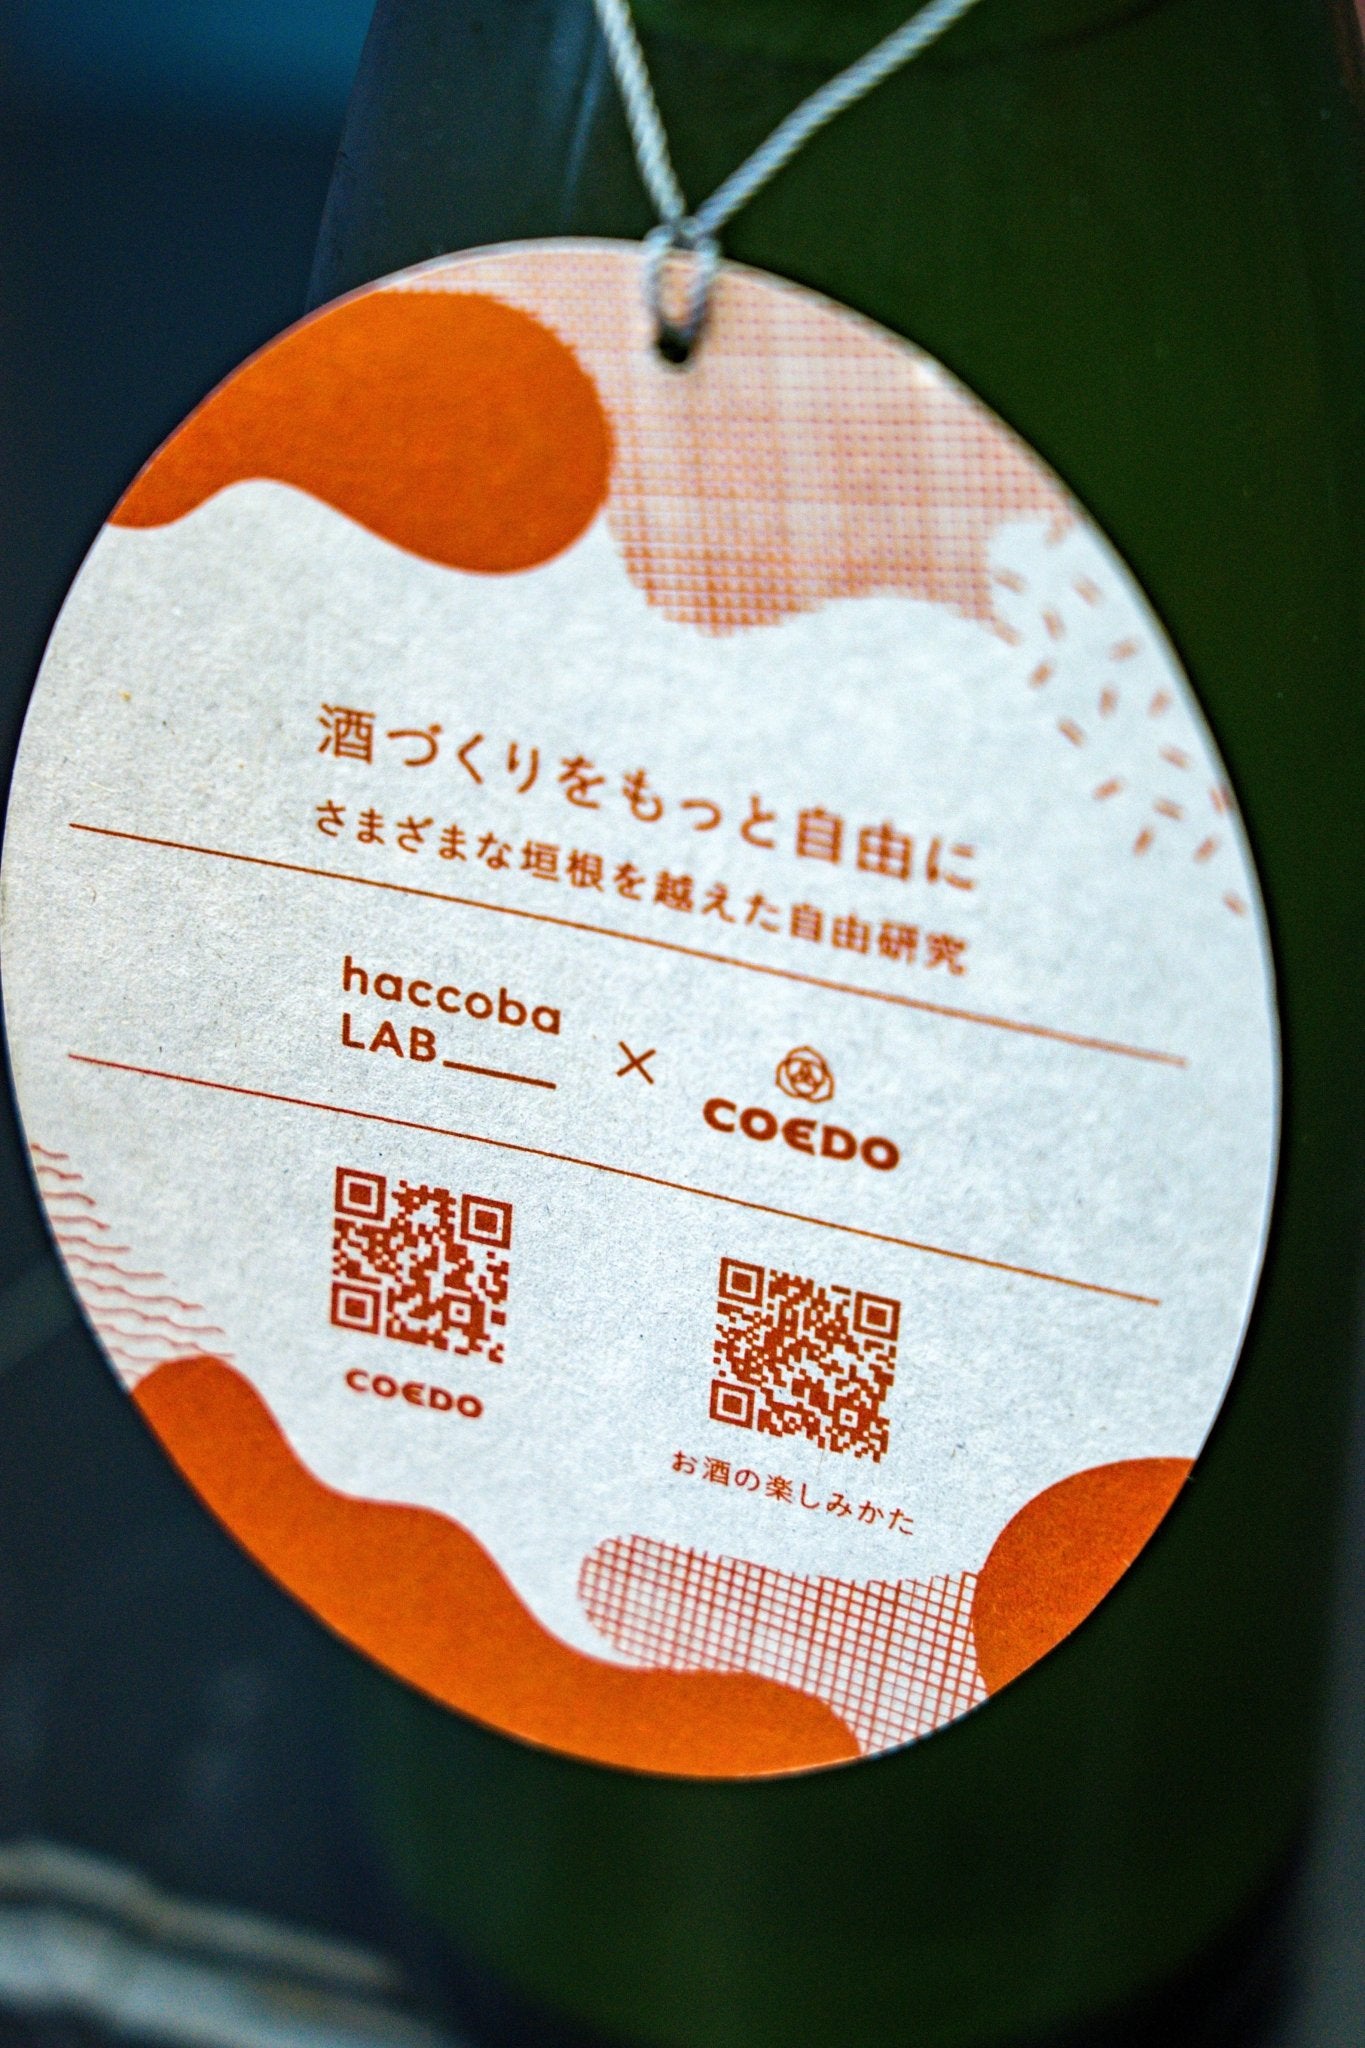 酒づくりをもっと自由に
さまざまな垣根を越えた自由研究
haccoba
LAB____
×
COEDO
COEDO
お酒の楽しみかた